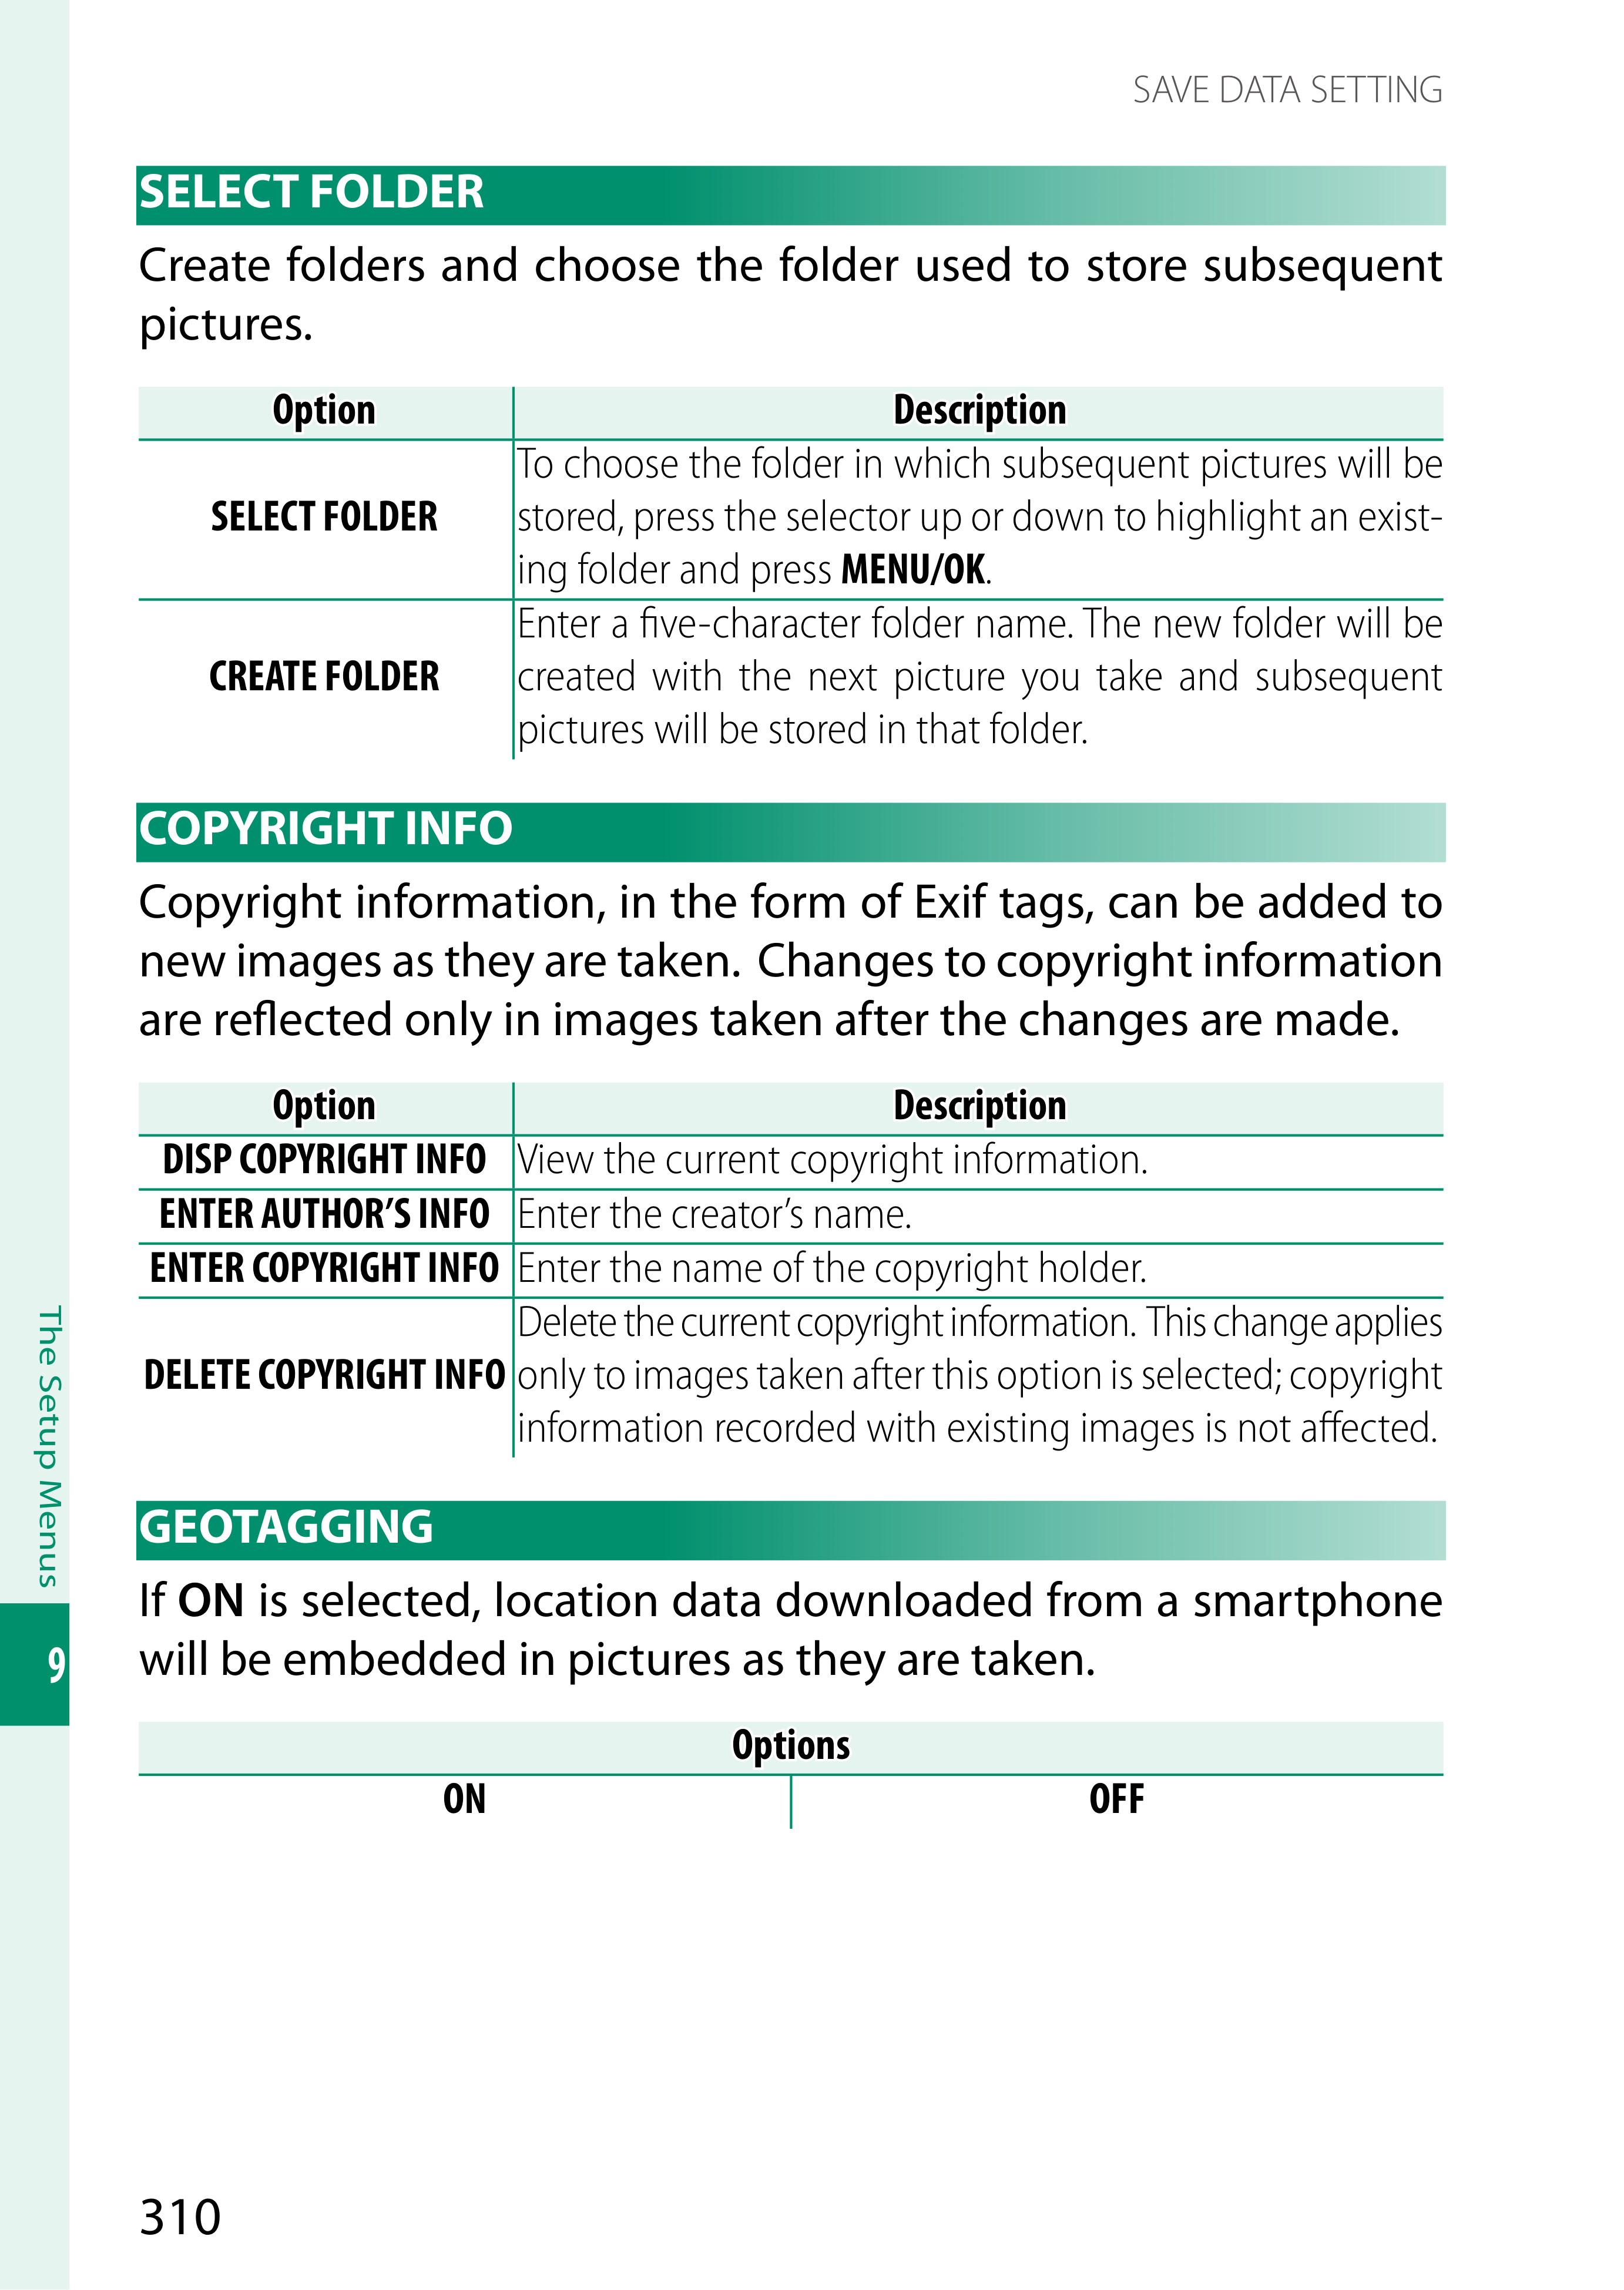 SAVE DATA SETTING
SELECT FOLDER
Create folders and choose the folder used to store subsequent
pictures.
Option Description
SELECT FOLDER
To choose the folder in which subsequent pictures will be
stored, press the selector up or down to highlight an exist-
ing folder and press MENU/OK.
CREATE FOLDER
Enter a five-character folder name. The new folder will be
created with the next picture you take and subsequent
pictures will be stored in that folder.
COPYRIGHT INFO
Copyright information, in the form of Exif tags, can be added to
new images as they are taken. Changes to copyright information
are reflected only in images taken after the changes are made.
Option Description
DISP COPYRIGHT INFO View the current copyright information.
ENTER AUTHOR’S INFO Enter the creator’s name.
ENTER COPYRIGHT INFO Enter the name of the copyright holder.
DELETE COPYRIGHT INFO
Delete the current copyright information. This change applies
only to images taken after this option is selected; copyright
information recorded with existing images is not affected.
GEOTAGGING
If ON is selected, location data downloaded from a smartphone
will be embedded in pictures as they are taken.
Options
ON OFF
The Setup Menus
9
310